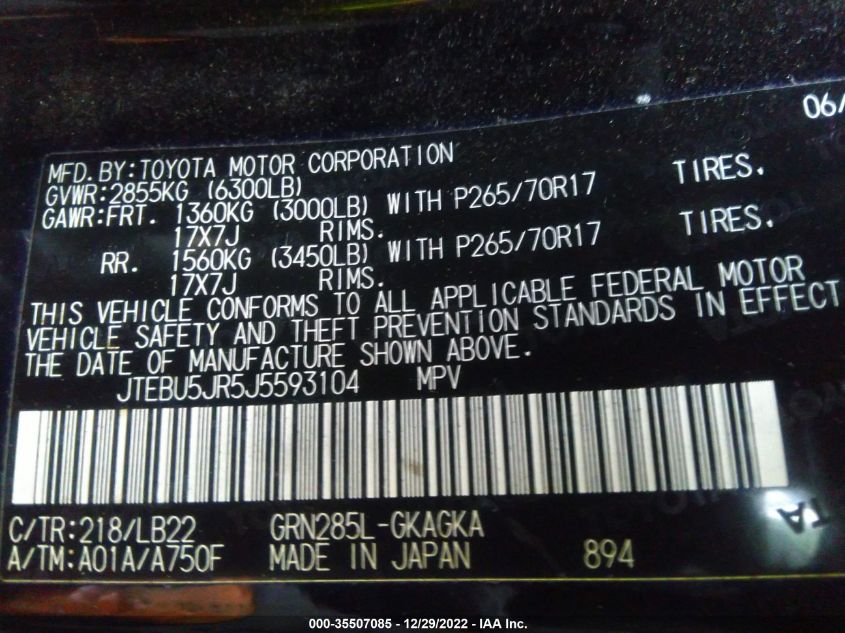 06/
MFD. BY:TOYOTA MOTOR CORPORATION
GVWR:2855KG (6300LB)
GAWR:FRT. 1360KG (3000LB) WITH P265/70R17 TIRES.
17X7J RIMS.
RR. 1560KG (3450LB) WITH P265/70R17 TIRES.
17X7J RIMS.
THIS VEHICLE CONFORMS TO ALL APPLICABLE FEDERAL MOTOR
VEHICLE SAFETY AND THEFT PREVENTION STANDARDS IN EFFECT
THE DATE OF MANUFACTURE SHOWN ABOVE.
JTEBU5JR5J5593104 MPV
C/TR:218/LB22 GRN285L-GKAGKA
A/TM:A01A/A750F MADE IN JAPAN 894
TA
000-35507085 - 12/29/2022 - IAA Inc.